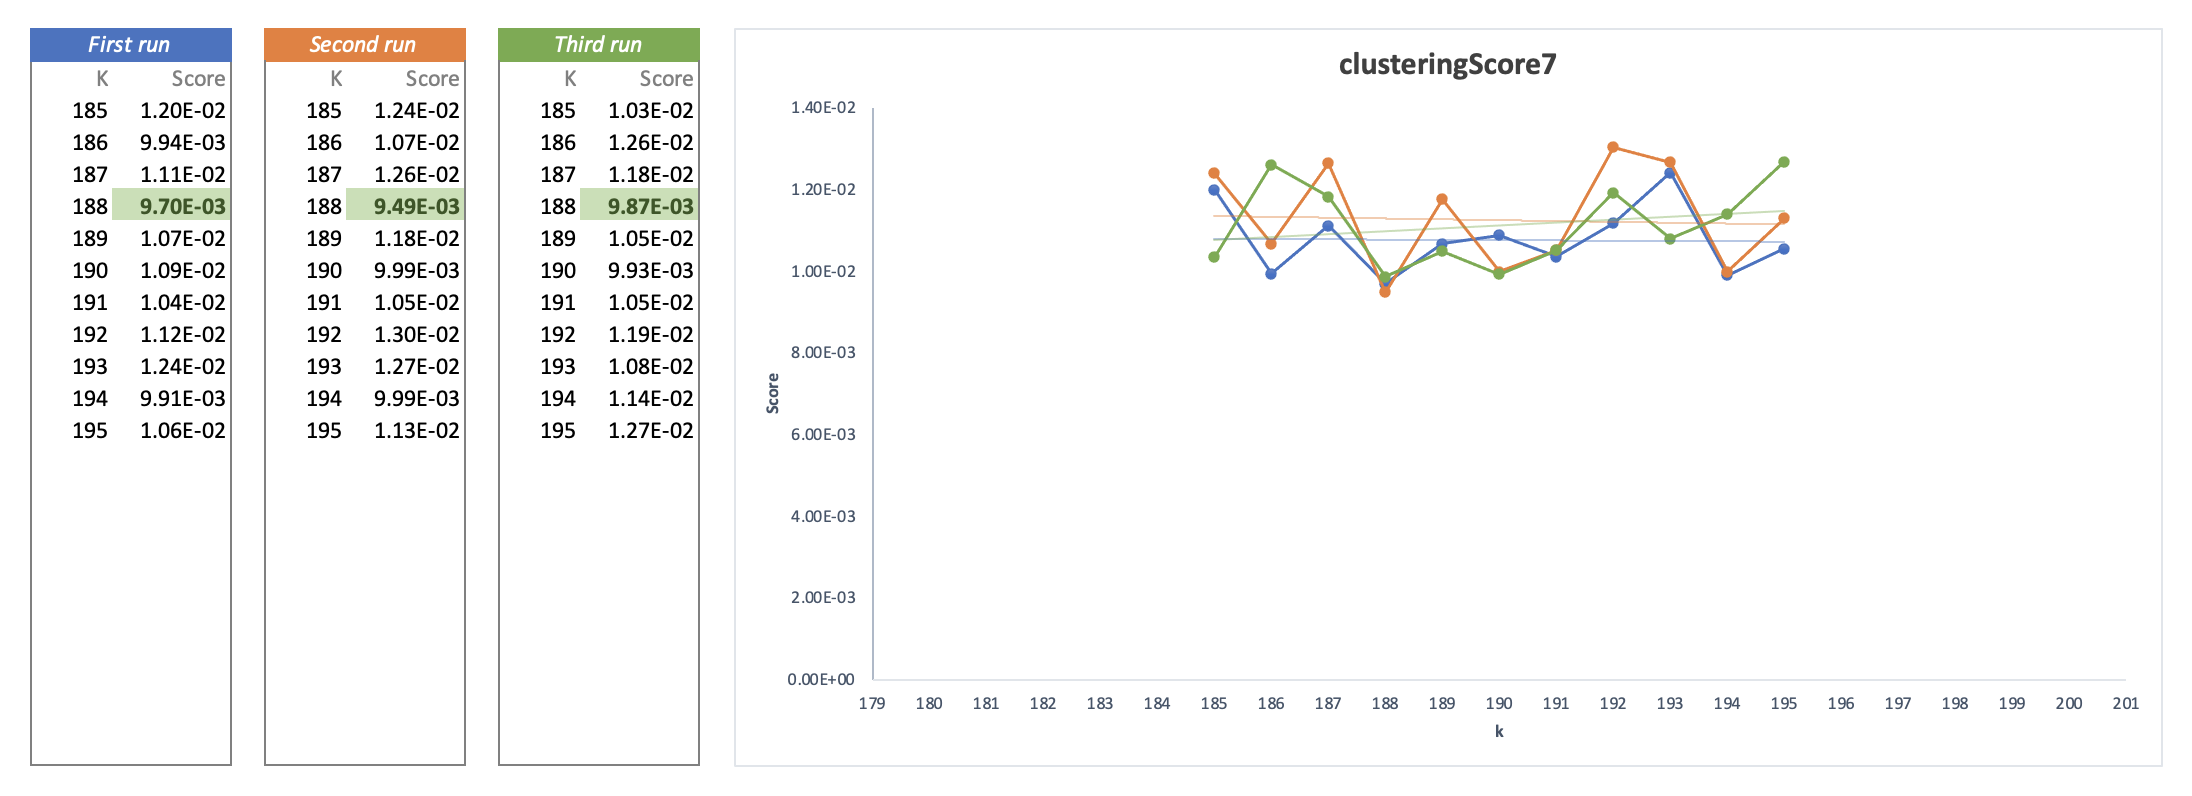 First run
K Score
185 1.20E-02
186 9.94E-03
187 1.11E-02
188 9.70E-03
189 1.07E-02
190 1.09E-02
191 1.04E-02
192 1.12E-02
193 1.24E-02
194 9.91E-03
195 1.06E-02
Second run
K Score
185 1.24E-02
186 1.07E-02
187 1.26E-02
188 9.49E-03
189 1.18E-02
190 9.99E-03
191 1.05E-02
192 1.30E-02
193 1.27E-02
194 9.99E-03
195 1.13E-02
Third run
K Score
185 1.03E-02
186 1.26E-02
187 1.18E-02
188 9.87E-03
189 1.05E-02
190 9.93E-03
191 1.05E-02
192 1.19E-02
193 1.08E-02
194 1.14E-02
195 1.27E-02
clusteringScore7
1.40E-02
1.20E-02
1.00E-02
8.00E-03
6.00E-03
4.00E-03
2.00E-03
0.00E+00
Score
179 180 181 182 183 184 185 186 187 188 189 190 191 192 193 194 195 196 197 198 199 200 201
k